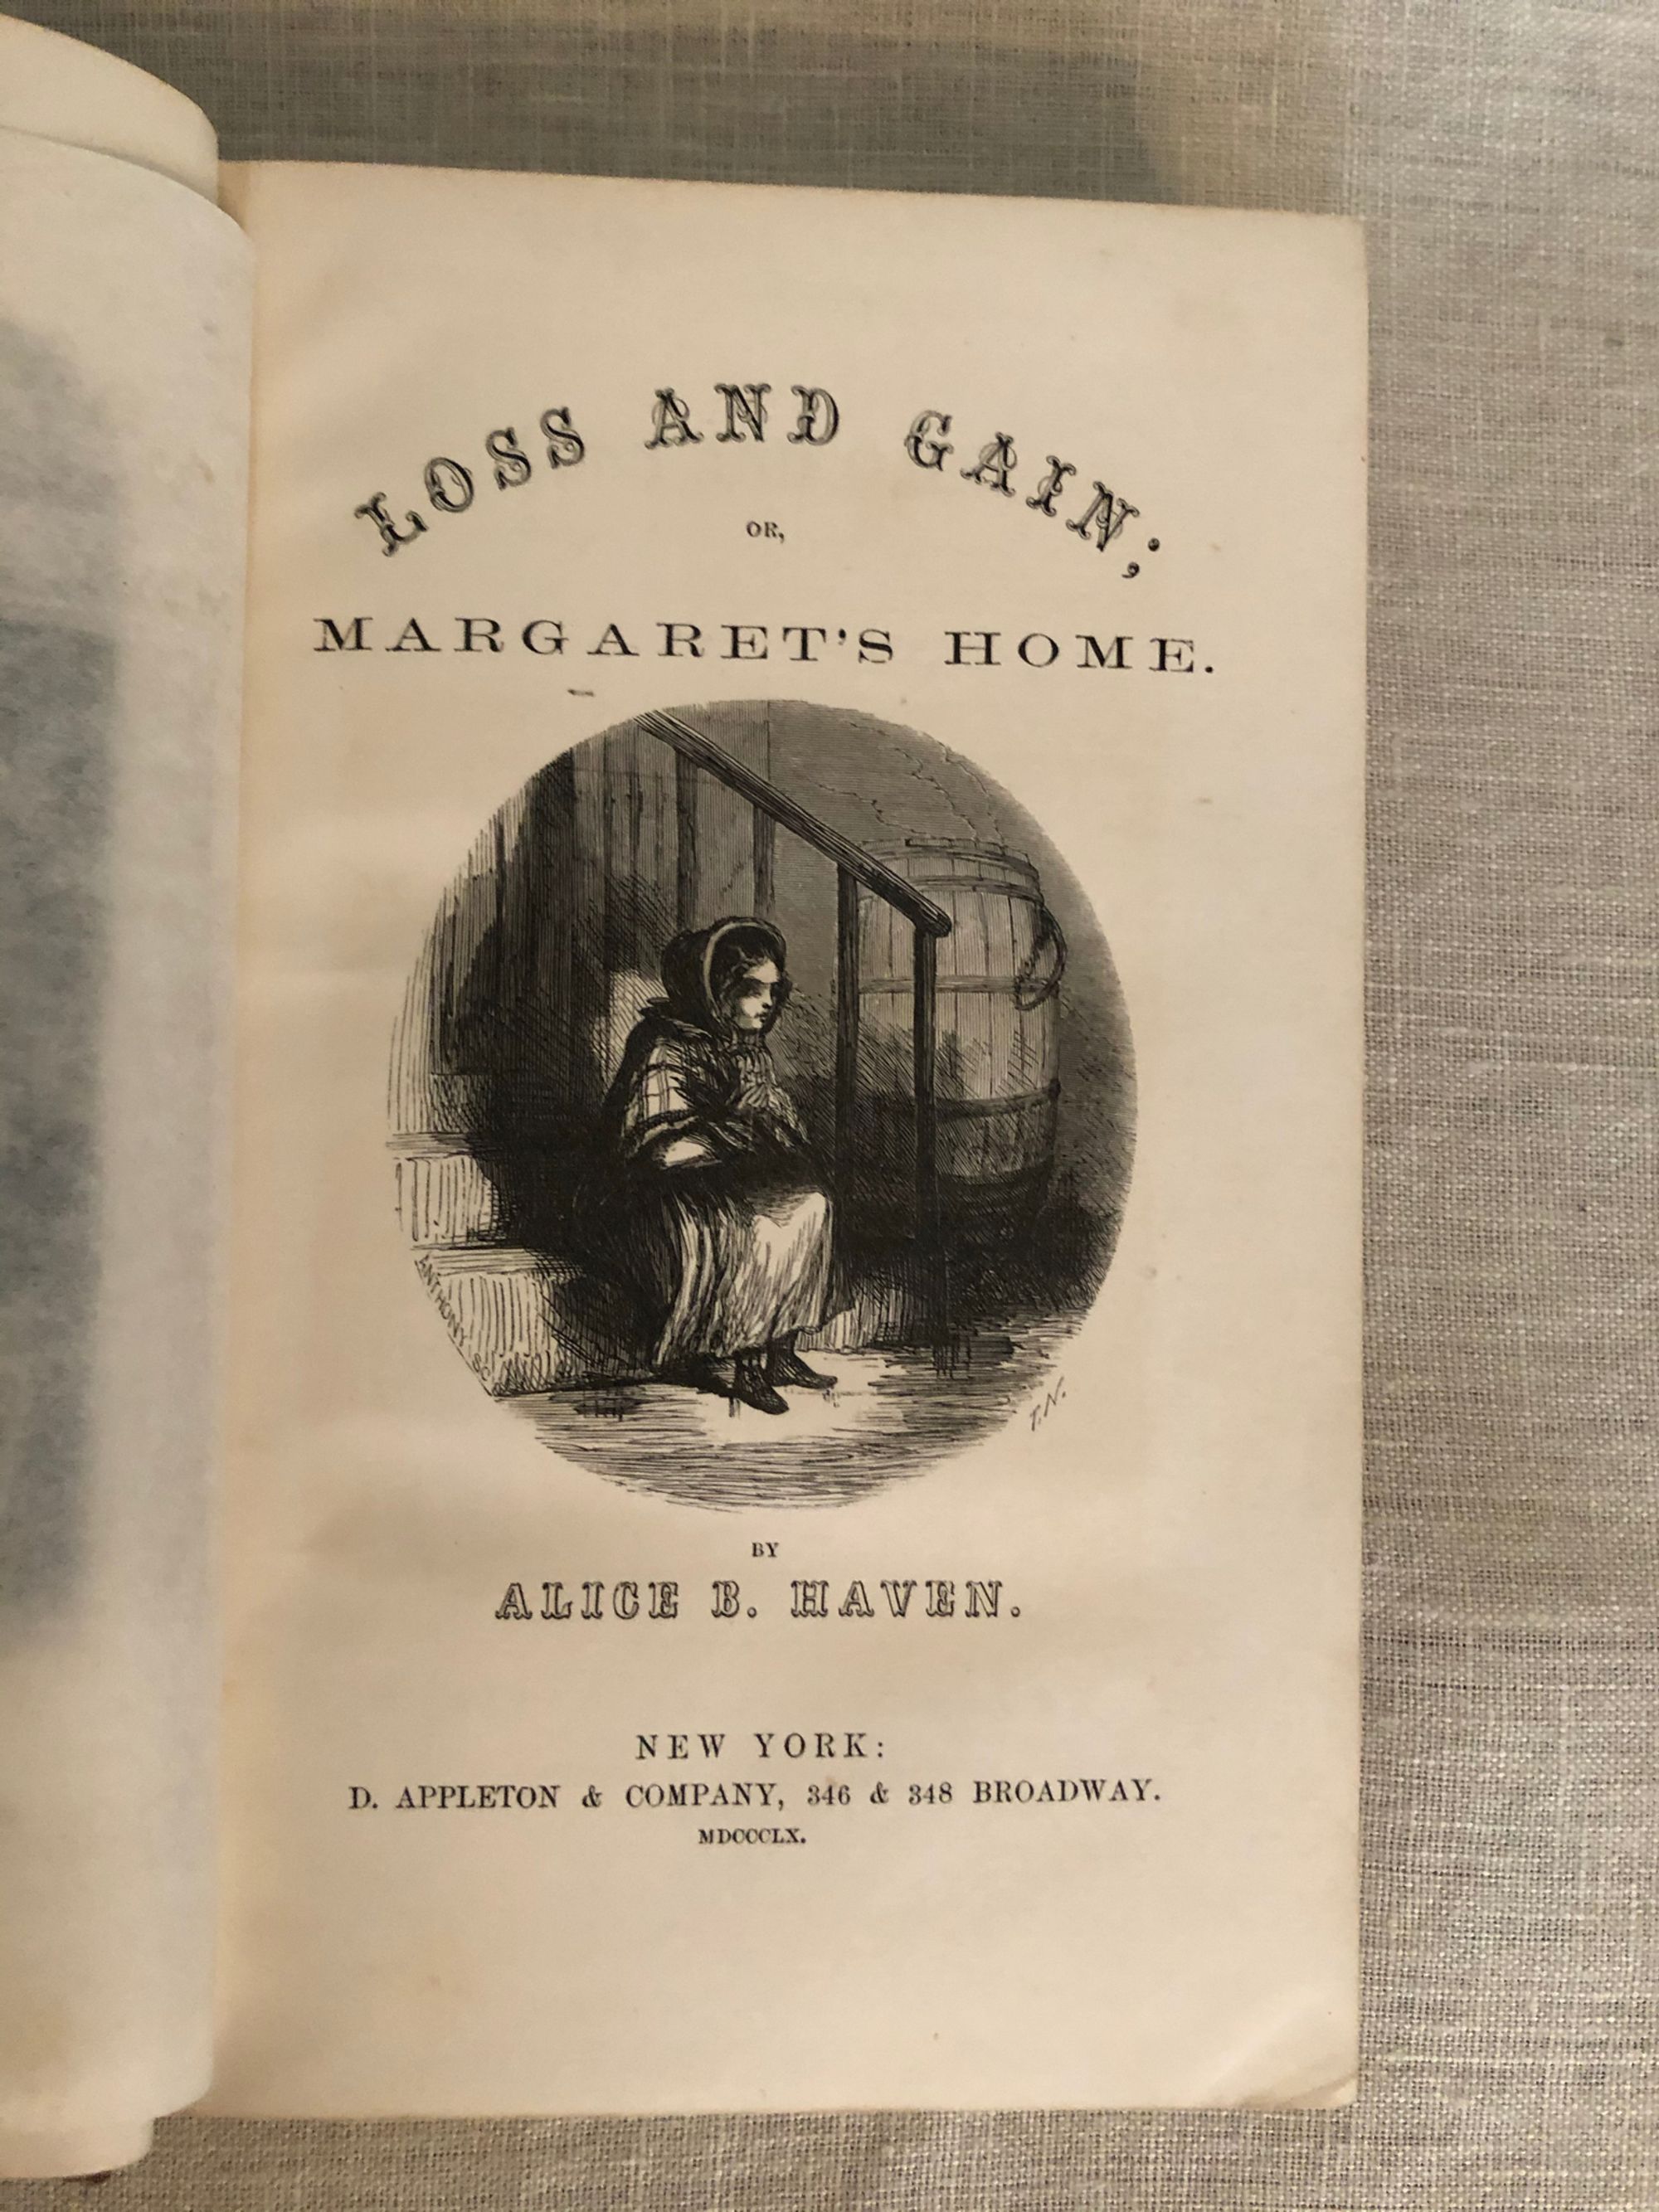 LOSS AND GAIN;
OR,
MARGARET'S HOME.
ANTHONY SC
T.N.
BY
ALICE B. HAVEN.
NEW YORK:
D. APPLETON & COMPANY, 346 & 348 BROADWAY.
MDCCCLX.